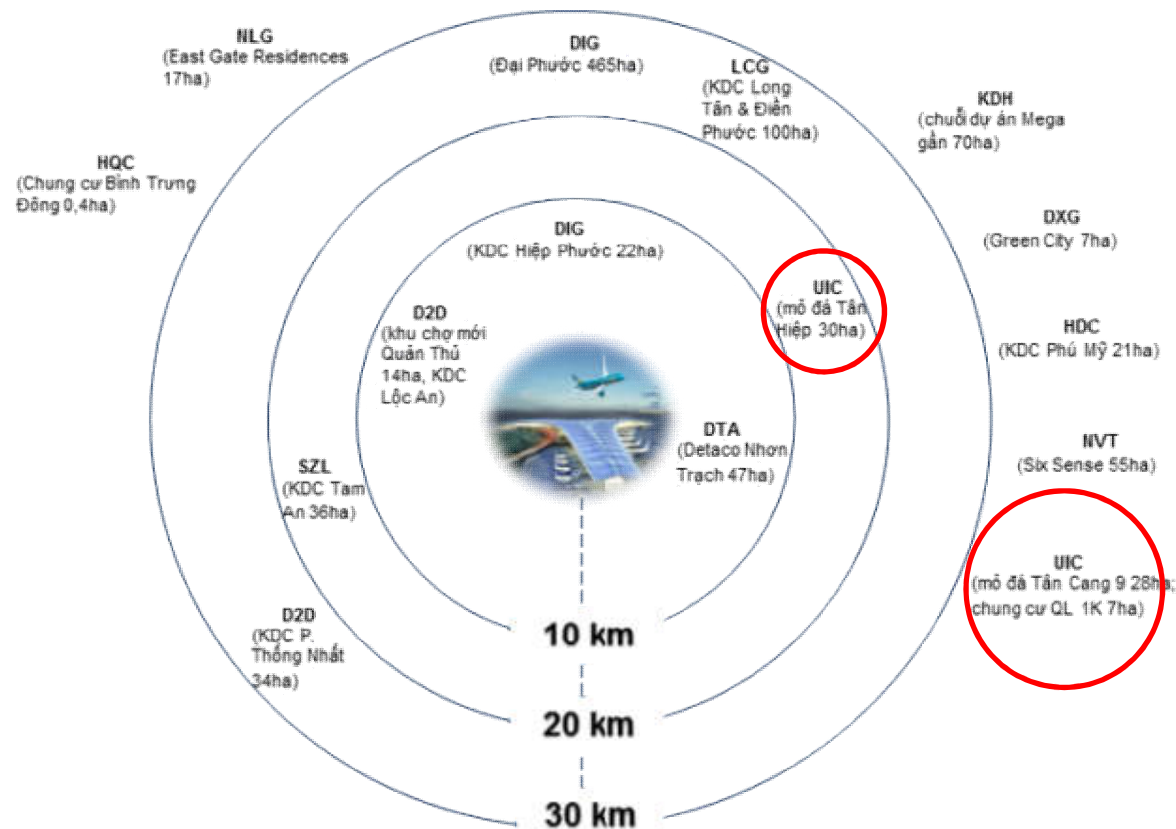 NLG
(East Gate Residences
17ha)
DIG
(Đại Phước 465ha)
LCG
(KDC Long
Tân & Điền
Phước 100ha)
KDH
(chuỗi dự án Mega
gần 70ha)
HQC
(Chung cư Bình Trưng
Đông 0,4ha)
DXG
(Green City 7ha)
DIG
(KDC Hiệp Phước 22ha)
UIC
(mỏ đá Tân
Hiệp 30ha)
D2D
(khu chợ mới
Quán Thủ
14ha, KDC
Lộc An)
HDC
(KDC Phú Mỹ 21ha)
DTA
(Detaco Nhơn
Trạch 47ha)
NVT
(Six Sense 55ha)
SZL
(KDC Tam
An 36ha)
UIC
(mỏ đá Tân Cang 9 28ha;
chung cư QL 1K 7ha)
D2D
(KDC P.
Thống Nhất
34ha)
10 km
20 km
30 km